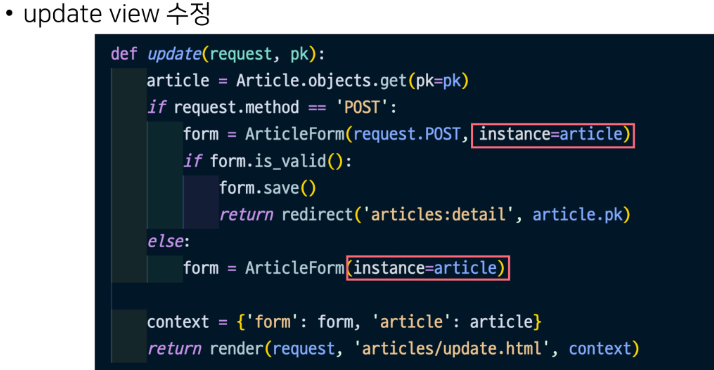 • update view 수정
def update(request, pk):
    article = Article.objects.get(pk=pk)
    if request.method == 'POST':
        form = ArticleForm(request.POST, instance=article)
        if form.is_valid():
            form.save()
            return redirect('articles:detail', article.pk)
    else:
        form = ArticleForm(instance=article)
    context = {'form': form, 'article': article}
    return render(request, 'articles/update.html', context)